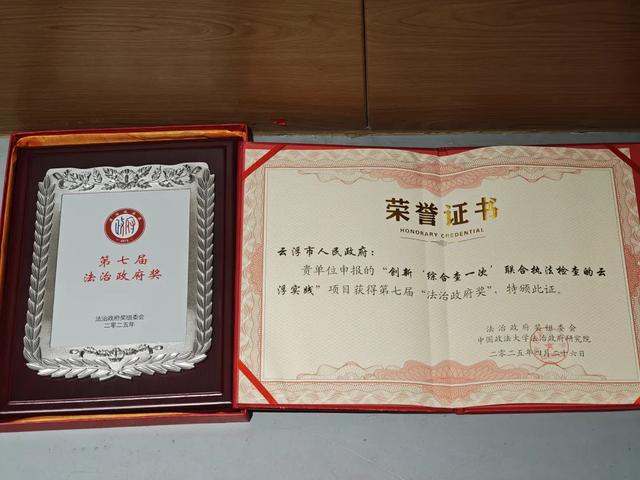 政府
第七届
法治政府奖
法治政府奖组委会
二零二五年
荣誉证书
HONORARY CREDENTIAL
云浮市人民政府：
贵单位申报的“创新‘综合查一次’联合执法检查的云
浮实践”项目获得第七届“法治政府奖”，特颁此证。
法治政府奖组委会
中国政法大学法治政府研究院
二〇二五年四月二十六日